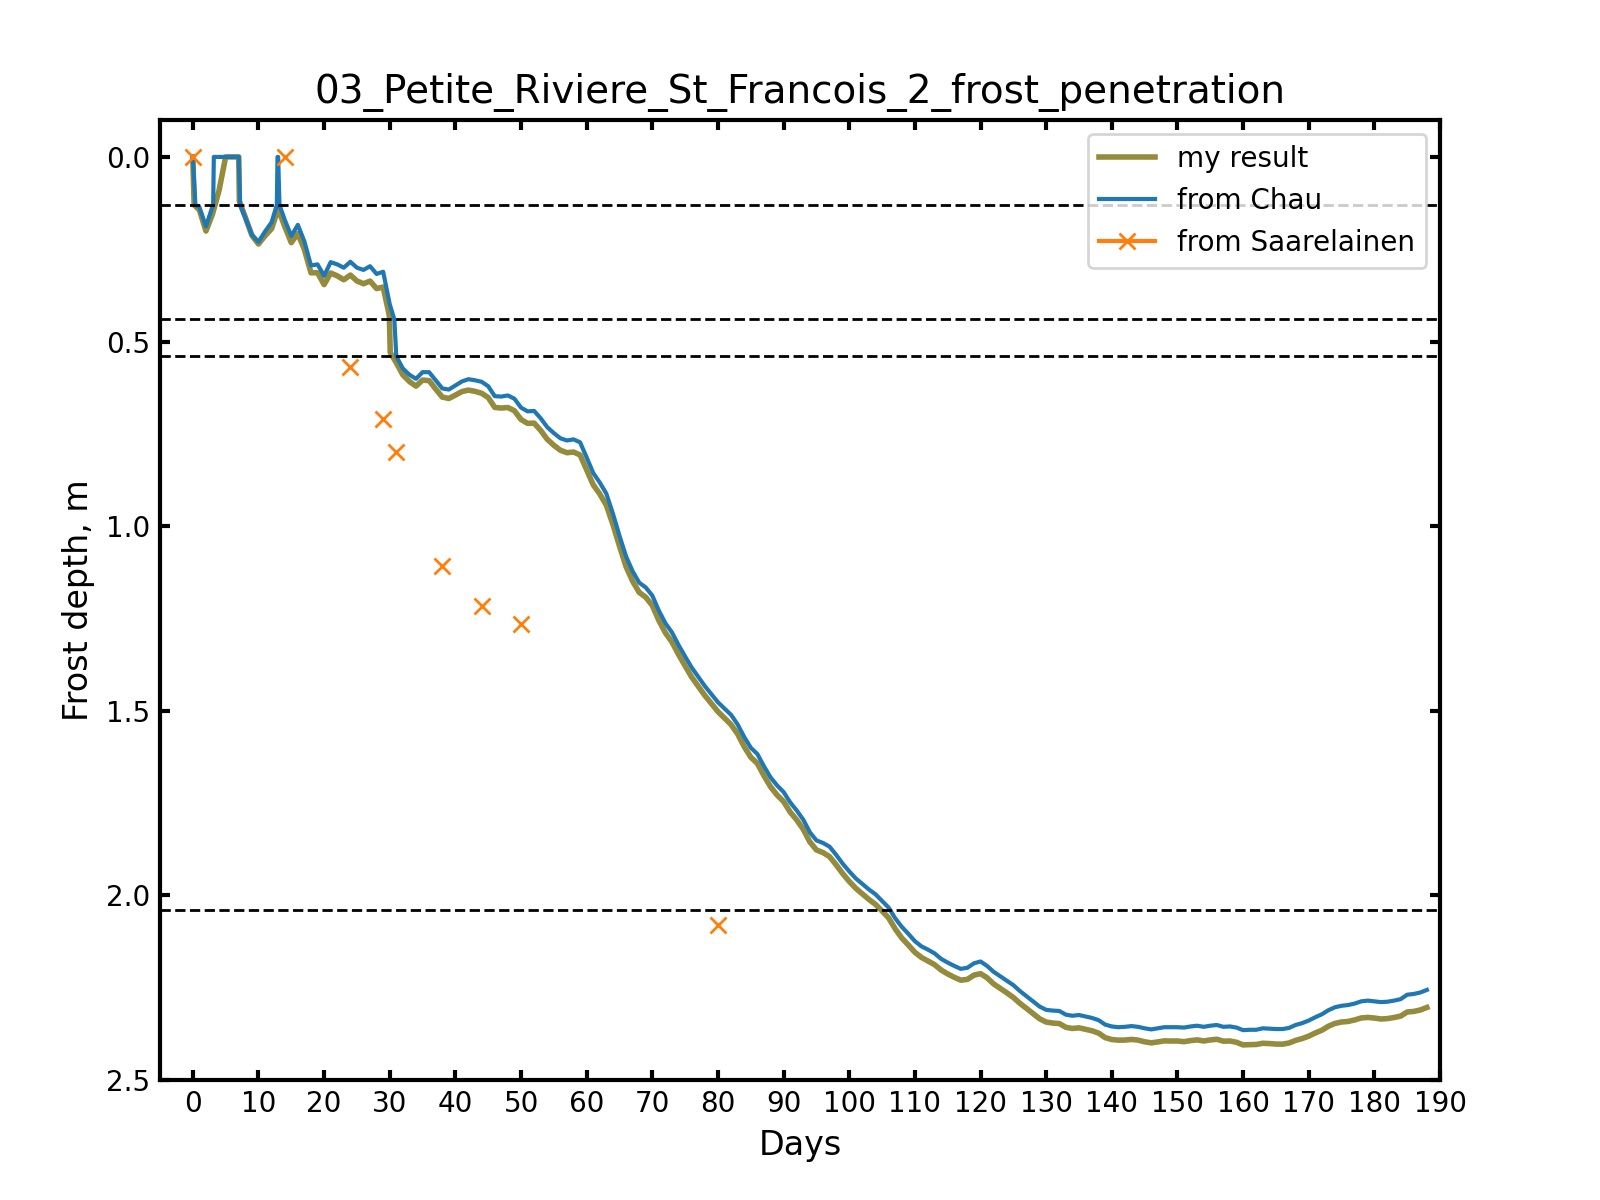 03_Petite_Riviere_St_Francois_2_frost_penetration
my result
from Chau
from Saarelainen
Frost depth, m
0.0
0.5
1.0
1.5
2.0
2.5
0 10 20 30 40 50 60 70 80 90 100 110 120 130 140 150 160 170 180 190
Days